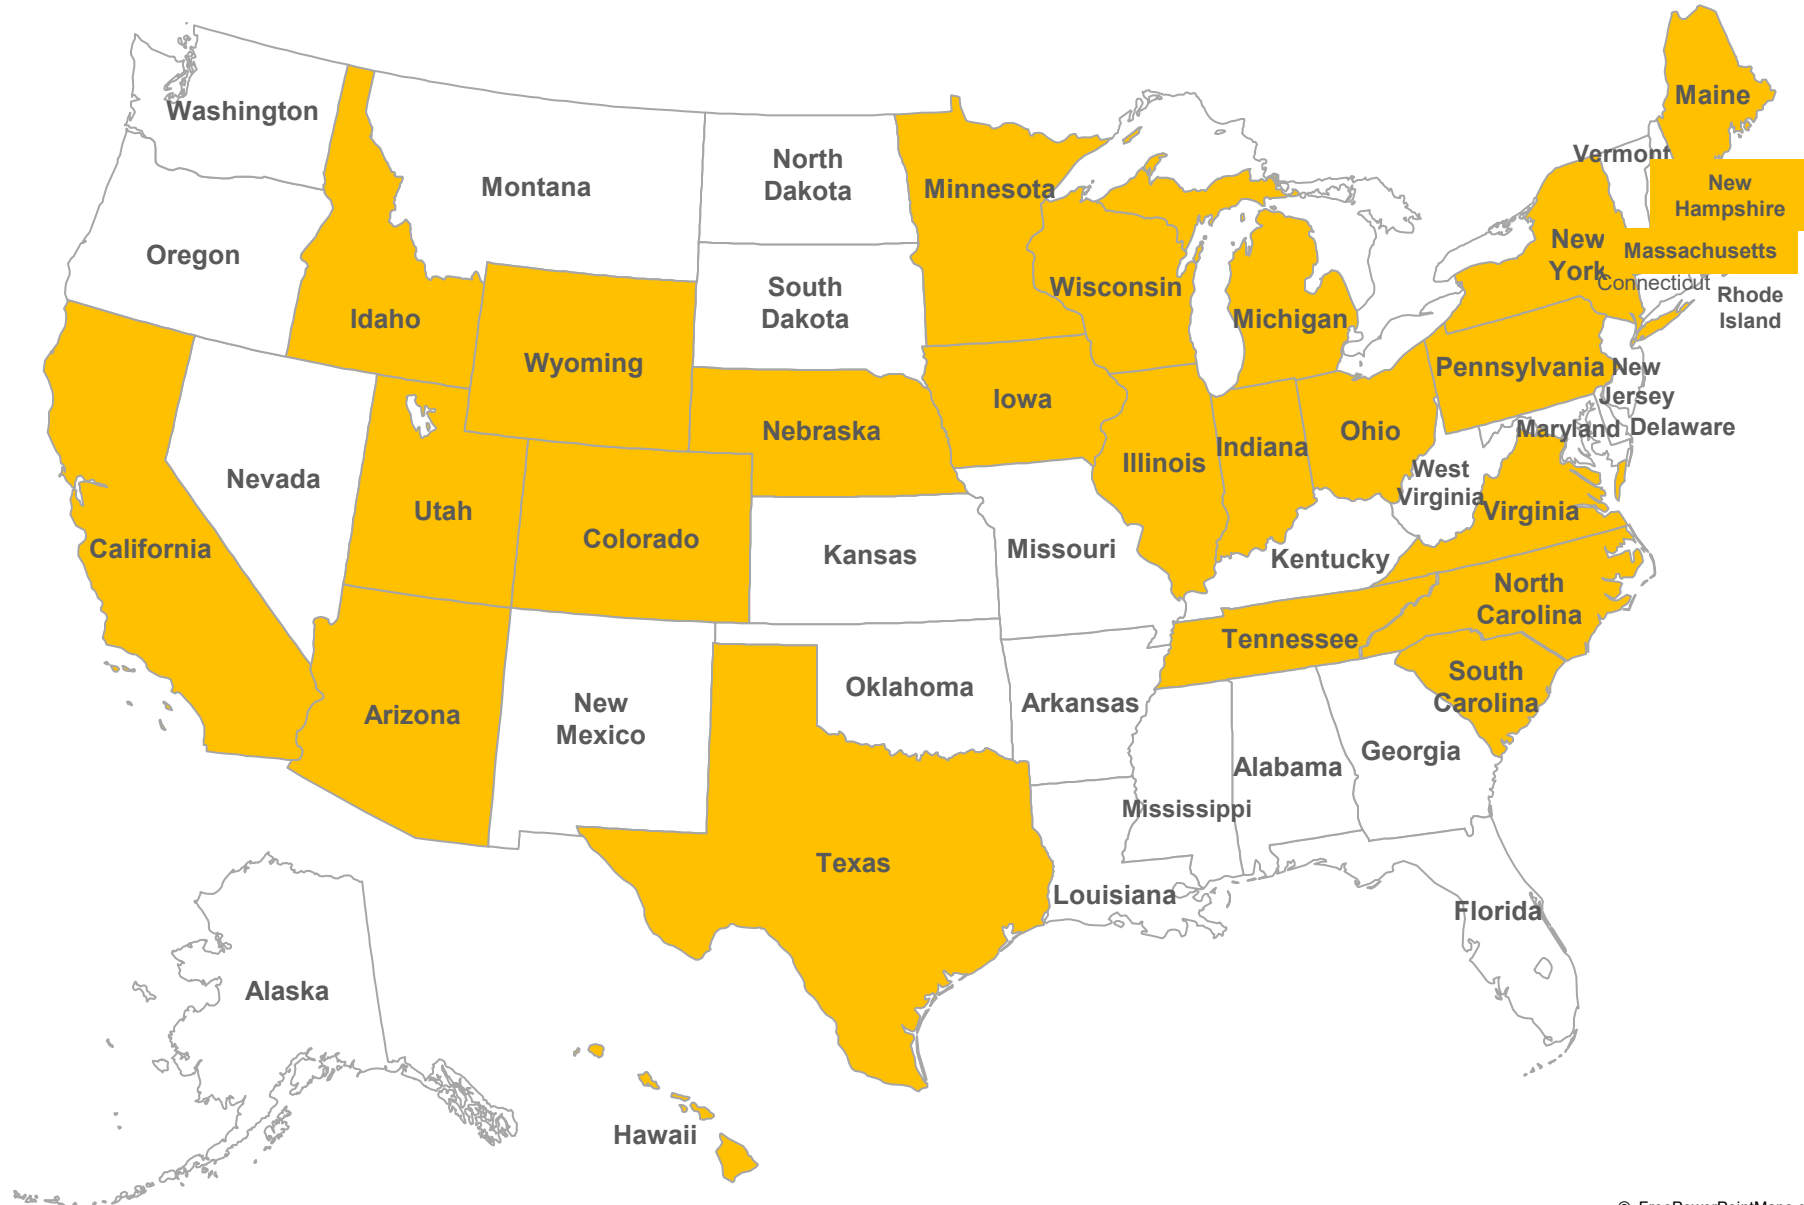 Maine
Washington
Vermont
North
Dakota
Montana
Minnesota
New
Hampshire
Oregon
New
York
Massachusetts
Connecticut
Rhode
Island
South
Dakota
Wisconsin
Idaho
Michigan
Wyoming
Pennsylvania
New
Jersey
Iowa
Nebraska
Ohio
Maryland
Delaware
Indiana
Illinois
West
Virginia
Nevada
Utah
Virginia
California
Colorado
Kansas
Missouri
Kentucky
North
Carolina
Tennessee
South
Carolina
Oklahoma
Arkansas
New
Mexico
Arizona
Georgia
Alabama
Mississippi
Texas
Louisiana
Florida
Alaska
Hawaii